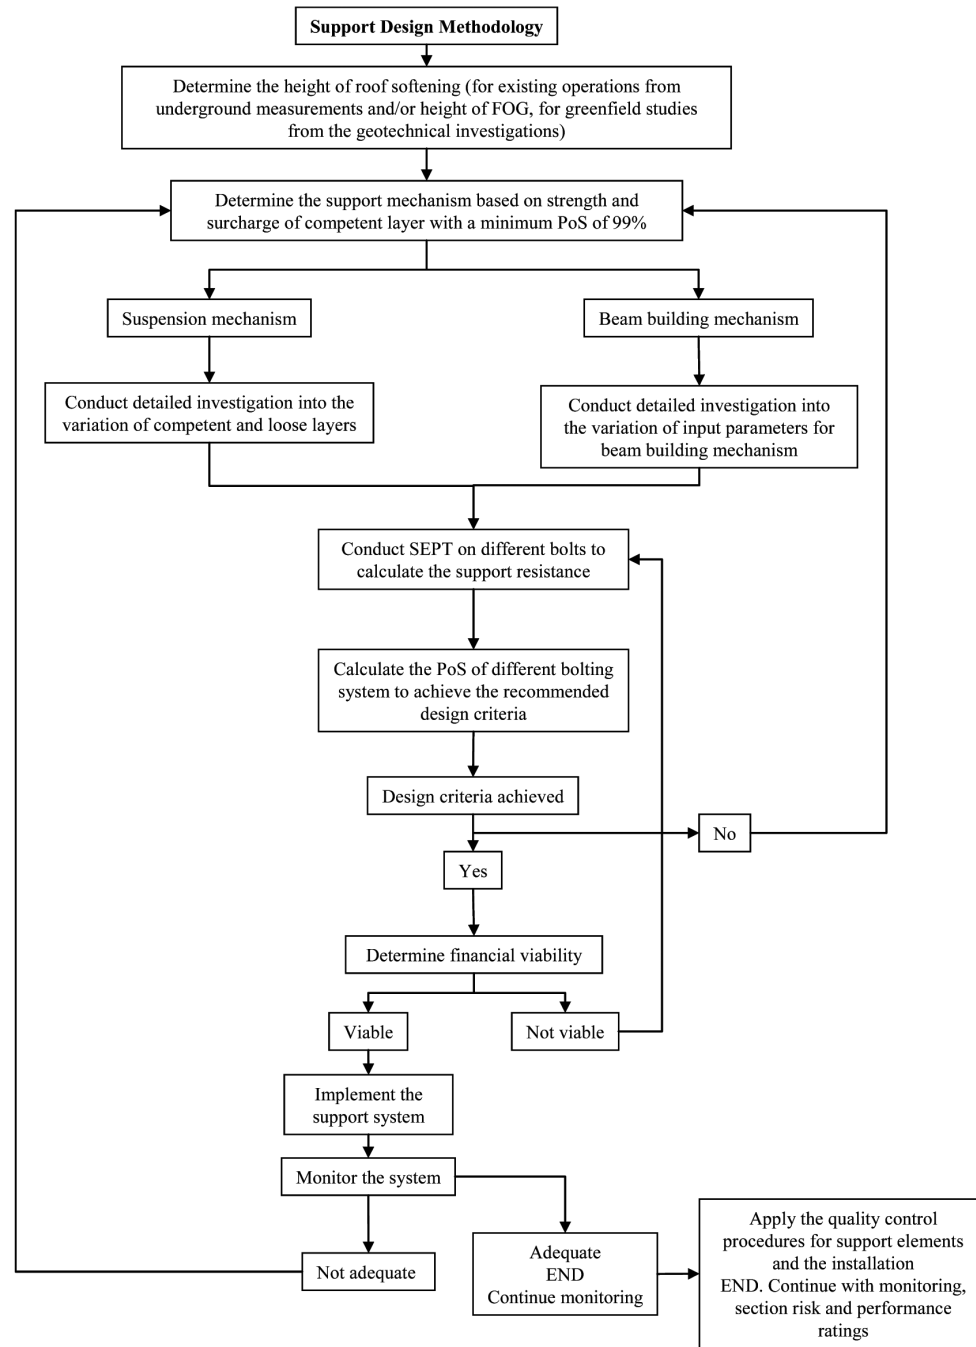 Support Design Methodology
Determine the height of roof softening (for existing operations from
underground measurements and/or height of FOG, for greenfield studies
from the geotechnical investigations)
Determine the support mechanism based on strength and
surcharge of competent layer with a minimum PoS of 99%
Suspension mechanism
Beam building mechanism
Conduct detailed investigation into the
variation of competent and loose layers
Conduct detailed investigation into
the variation of input parameters for
beam building mechanism
Conduct SEPT on different bolts to
calculate the support resistance
Calculate the PoS of different bolting
system to achieve the recommended
design criteria
Design criteria achieved
No
Yes
Determine financial viability
Viable
Not viable
Implement the
support system
Monitor the system
Not adequate
Adequate
END
Continue monitoring
Apply the quality control
procedures for support elements
and the installation
END. Continue with monitoring,
section risk and performance
ratings